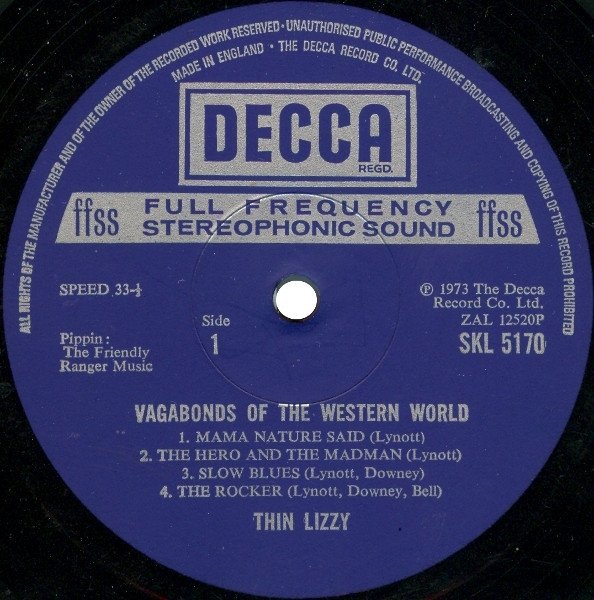 ALL RIGHTS OF THE MANUFACTURER AND OF THE OWNER OF THE RECORDED WORK RESERVED · UNAUTHORISED PUBLIC PERFORMANCE BROADCASTING AND COPYING OF THIS RECORD PROHIBITED
MADE IN ENGLAND · THE DECCA RECORD CO. LTD.
DECCA
REGD.
ffss FULL FREQUENCY ffss
STEREOPHONIC SOUND
SPEED 33-⅓
℗ 1973 The Decca
Record Co. Ltd.
ZAL 12520P
SKL 5170
Side
1
Pippin:
The Friendly
Ranger Music
VAGABONDS OF THE WESTERN WORLD
1. MAMA NATURE SAID (Lynott)
2. THE HERO AND THE MADMAN (Lynott)
3. SLOW BLUES (Lynott, Downey)
4. THE ROCKER (Lynott, Downey, Bell)
THIN LIZZY